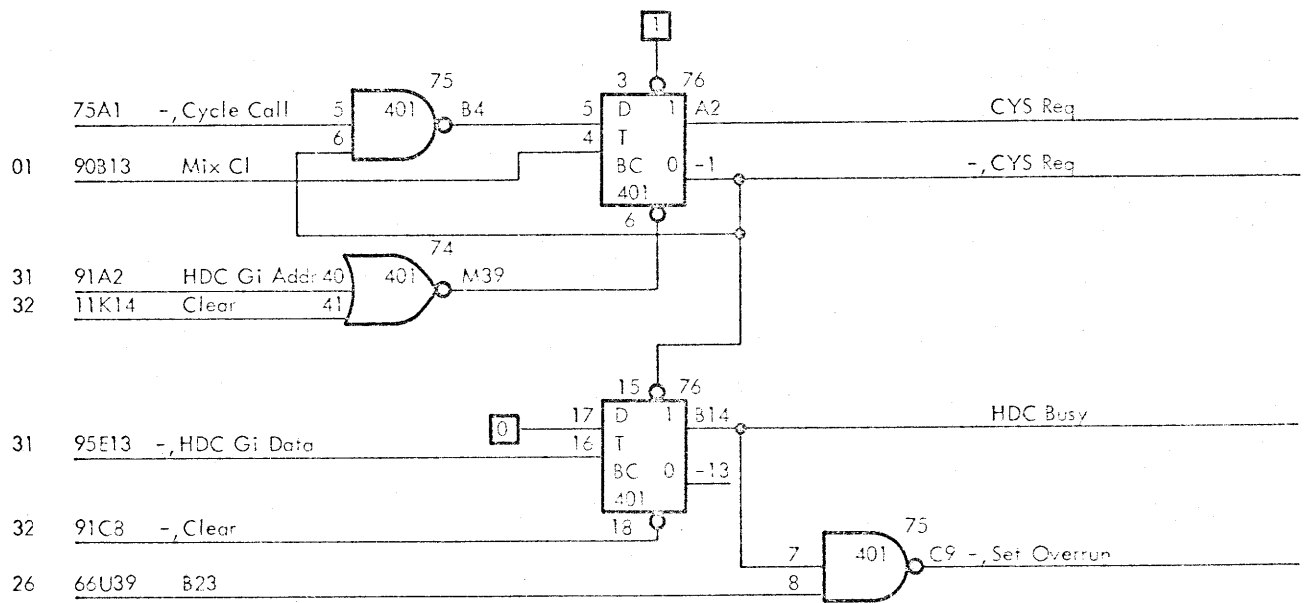 1
75
3 76
75A1 -,Cycle Call 5 401 B4 5 D 1 A2 CYS Req
6 4 T
01 90B13 Mix Cl BC 0 -1 -,CYS Req
401
6
74
31 91A2 HDC Gi Addr 40 401 M39
32 11K14 Clear 41
15 76
0 17 D 1 B14 HDC Busy
31 95E13 -,HDC Gi Data 16 T
BC 0 -13
401
32 91C8 -,Clear 18 75
7 401 C9 -,Set Overrun
26 66U39 B23 8